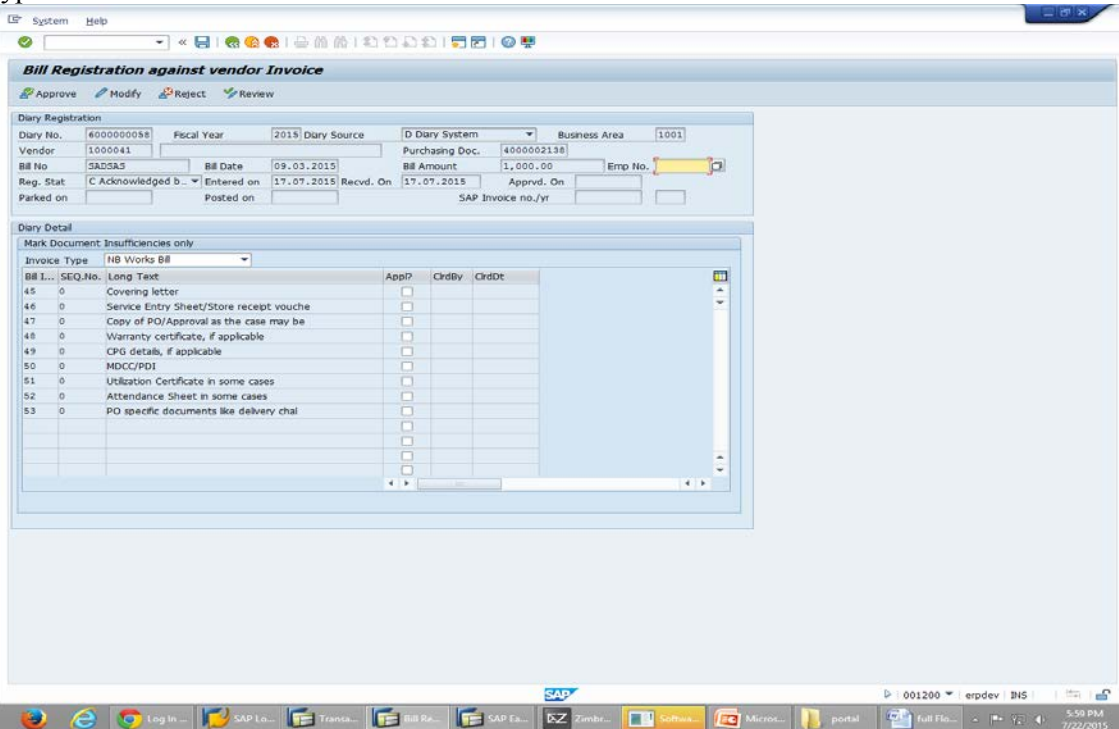 yp
System Help
Bill Registration against vendor Invoice
Approve Modify Reject Review
Diary Registration
Diary No. 6000000058 Fiscal Year 2015 Diary Source D Diary System Business Area 1001
Vendor 1000041 Purchasing Doc. 4000002138
Bill No SADSAS Bill Date 09.03.2015 Bill Amount 1,000.00 Emp No.
Reg. Stat C Acknowledged b... Entered on 17.07.2015 Recvd. On 17.07.2015 Apprvd. On
Parked on Posted on SAP Invoice no./yr
Diary Detail
Mark Document Insufficiencies only
Invoice Type NB Works Bill
Bill I... SEQ.No. Long Text Appl? ClrdBy ClrdDt
45 0 Covering letter
46 0 Service Entry Sheet/Store receipt vouche
47 0 Copy of PO/Approval as the case may be
48 0 Warranty certificate, if applicable
49 0 CPG details, if applicable
50 0 MDCC/PDI
51 0 Utilization Certificate in some cases
52 0 Attendance Sheet in some cases
53 0 PO specific documents like delivery chal
SAP
001200 erpdev INS
Log In ... SAP Lo... Transa... Bill Re... SAP Ea... Zimbr... Softwa... Micros... portal full Flo... 5:59 PM
7/22/2015